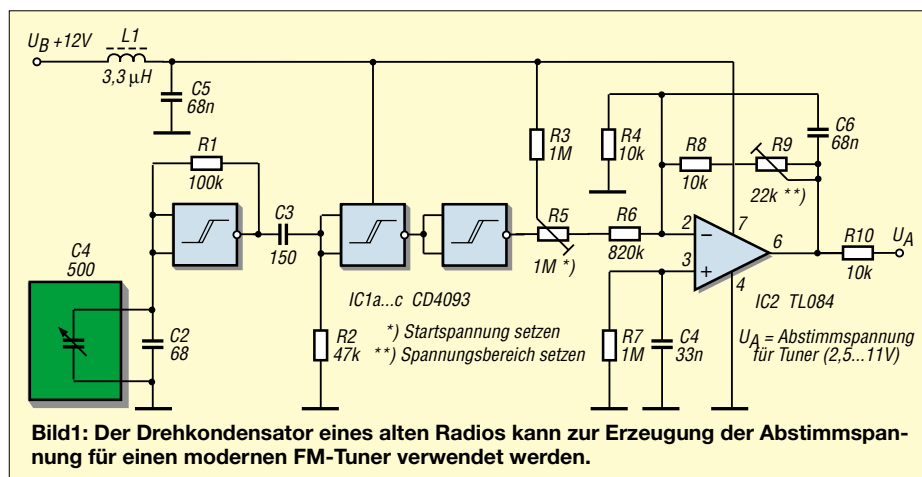 UB +12V
L1
3,3 µH
C5
68n
R1
100k
C3
150
C4
500
C2
68
R2
47k
IC1a...c CD4093
*) Startspannung setzen
**) Spannungsbereich setzen
R3
1M
R5
1M *)
R4
10k
R6
820k
R8
10k
R9
22k **)
C6
68n
2
3
7
6
4
R10
10k
UA
R7
1M
C4
33n
IC2 TL084
UA = Abstimmspannung
für Tuner (2,5...11V)
Bild1: Der Drehkondensator eines alten Radios kann zur Erzeugung der Abstimmspan-
nung für einen modernen FM-Tuner verwendet werden.